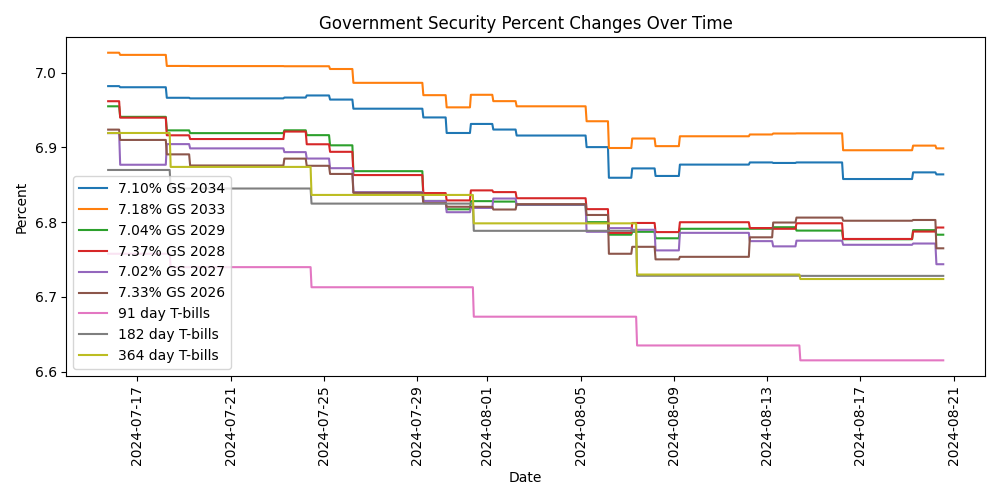 Government Security Percent Changes Over Time
Percent
7.0
6.9
6.8
6.7
6.6
7.10% GS 2034
7.18% GS 2033
7.04% GS 2029
7.37% GS 2028
7.02% GS 2027
7.33% GS 2026
91 day T-bills
182 day T-bills
364 day T-bills
2024-07-17
2024-07-21
2024-07-25
2024-07-29
2024-08-01
2024-08-05
2024-08-09
2024-08-13
2024-08-17
2024-08-21
Date